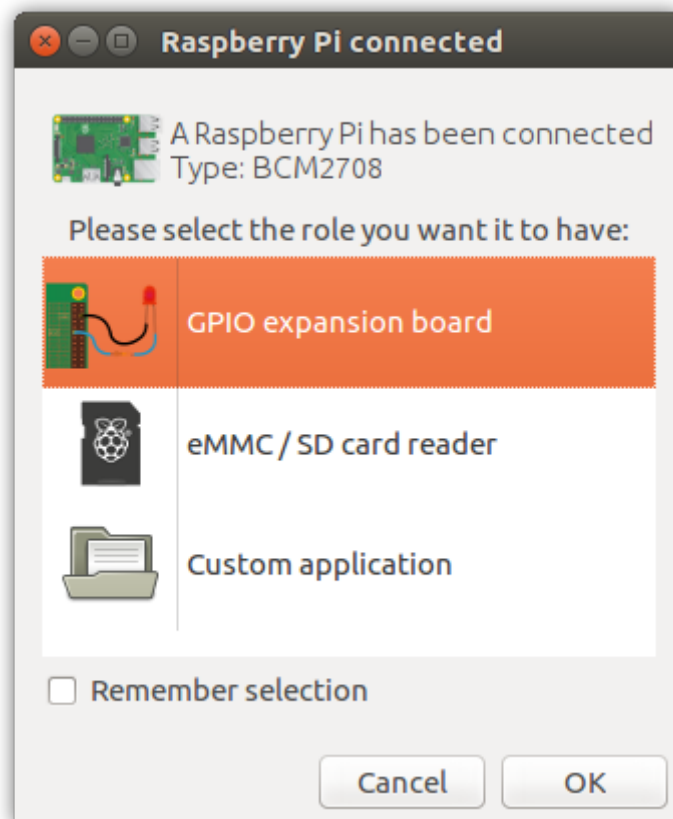 Raspberry Pi connected
A Raspberry Pi has been connected
Type: BCM2708
Please select the role you want it to have:
GPIO expansion board
eMMC / SD card reader
Custom application
Remember selection
Cancel
OK